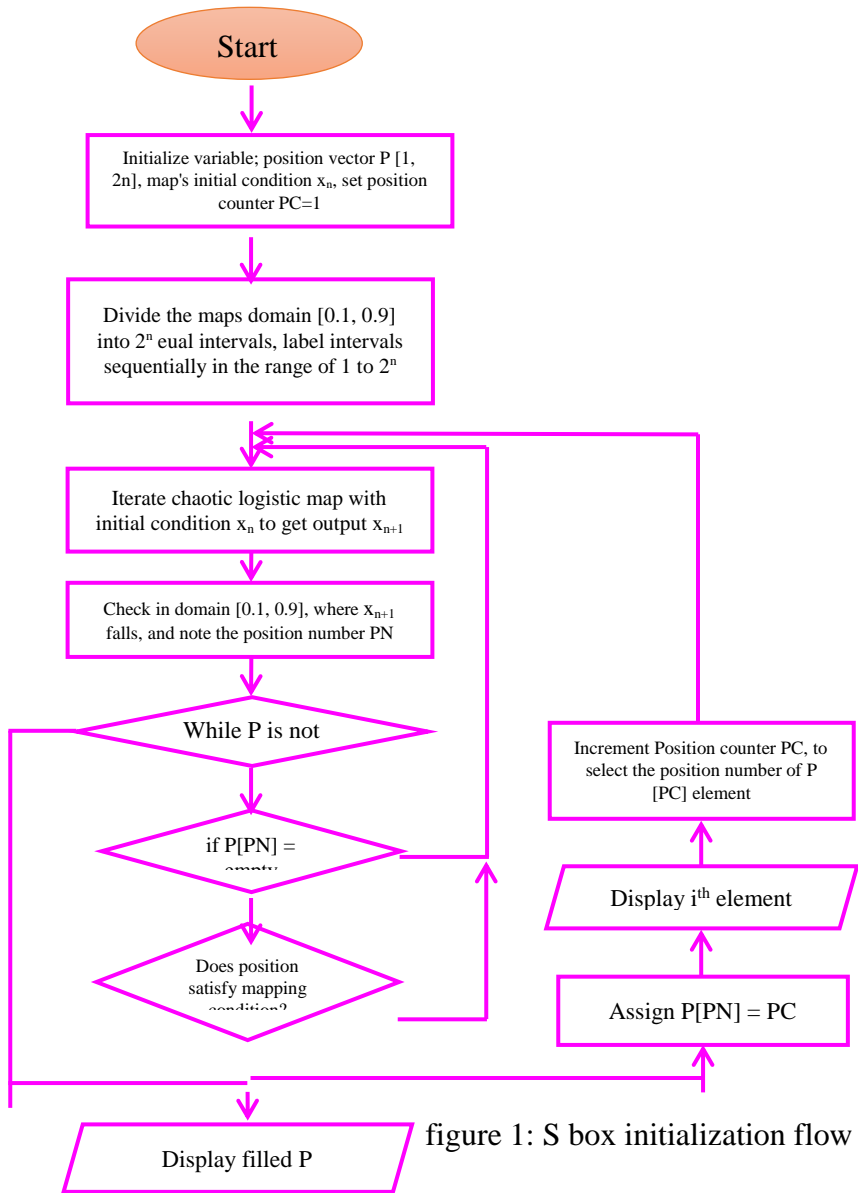 Start
Initialize variable; position vector P [1,
2n], map's initial condition xₙ, set position
counter PC=1
Divide the maps domain [0.1, 0.9]
into 2ⁿ eual intervals, label intervals
sequentially in the range of 1 to 2ⁿ
Iterate chaotic logistic map with
initial condition xₙ to get output xₙ₊₁
Check in domain [0.1, 0.9], where xₙ₊₁
falls, and note the position number PN
While P is not
if P[PN] =
empty
Does position
satisfy mapping
condition?
Increment Position counter PC, to
select the position number of P
[PC] element
Display iᵗʰ element
Assign P[PN] = PC
Display filled P
figure 1: S box initialization flow